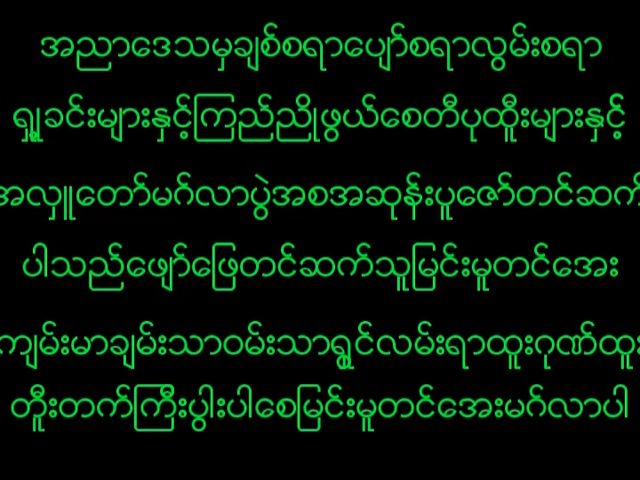 အညာဒေသမှချစ်စရာပျော်စရာလွမ်းစရာ
ရှုခင်းများနှင့်ကြည်ညိုဖွယ်စေတီပုထိုးများနှင့်
အလှူတော်မင်္ဂလာပွဲအစအဆုန်းပူဇော်တင်ဆက်
ပါသည်ဖျော်ဖြေတင်ဆက်သူမြင်းမူတင်အေး
ကျမ်းမာချမ်းသာဝမ်းသာရွှင်လမ်းရာထူးဂုဏ်ထူး
တိုးတက်ကြီးပွါးပါစေမြင်းမူတင်အေးမင်္ဂလာပါ